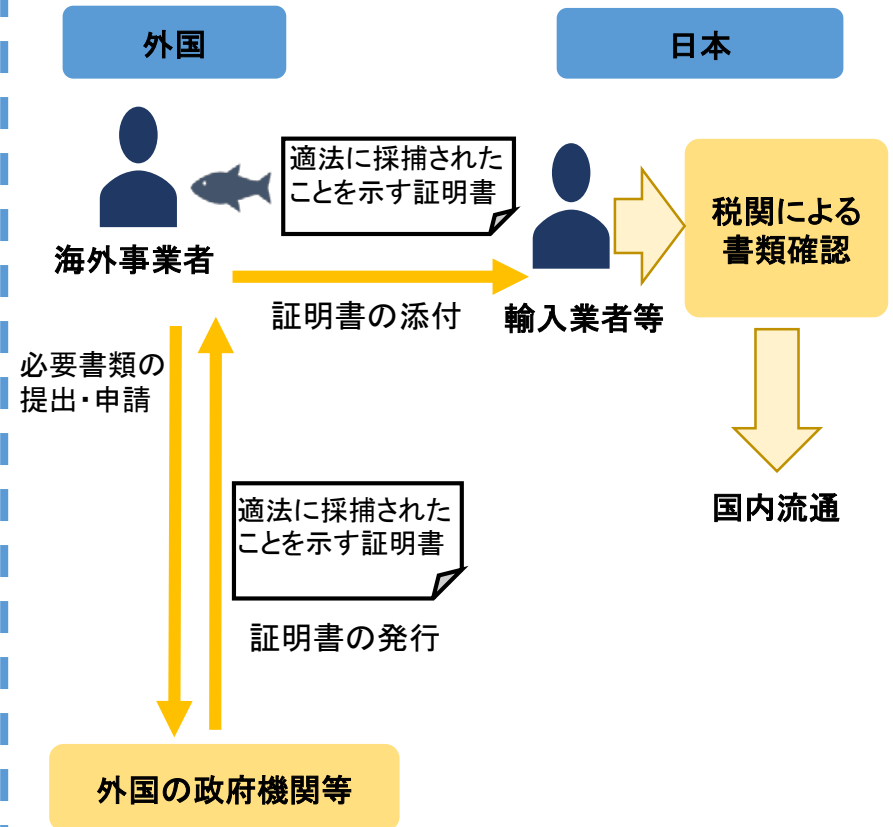 外国
日本
適法に採捕された
ことを示す証明書
税関による
書類確認
海外事業者
証明書の添付
輸入業者等
必要書類の
提出・申請
適法に採捕された
ことを示す証明書
国内流通
証明書の発行
外国の政府機関等